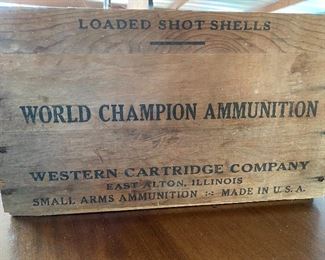 LOADED SHOT SHELLS
WORLD CHAMPION AMMUNITION
WESTERN CARTRIDGE COMPANY
EAST ALTON, ILLINOIS
SMALL ARMS AMMUNITION :-: MADE IN U.S.A.